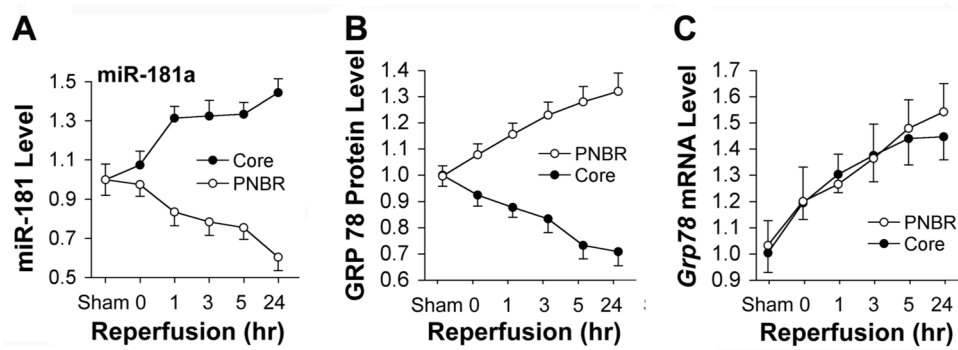 A
miR-181a
miR-181 Level
1.5
1.3
1.0
0.9
0.7
0.5
Core
PNBR
Sham 0 1 3 5 24
Reperfusion (hr)
B
GRP 78 Protein Level
1.4
1.3
1.2
1.1
1.0
0.9
0.8
0.7
0.6
PNBR
Core
Sham 0 1 3 5 24
Reperfusion (hr)
C
Grp78 mRNA Level
1.7
1.6
1.5
1.4
1.3
1.2
1.1
1.0
0.9
PNBR
Core
Sham 0 1 3 5 24
Reperfusion (hr)